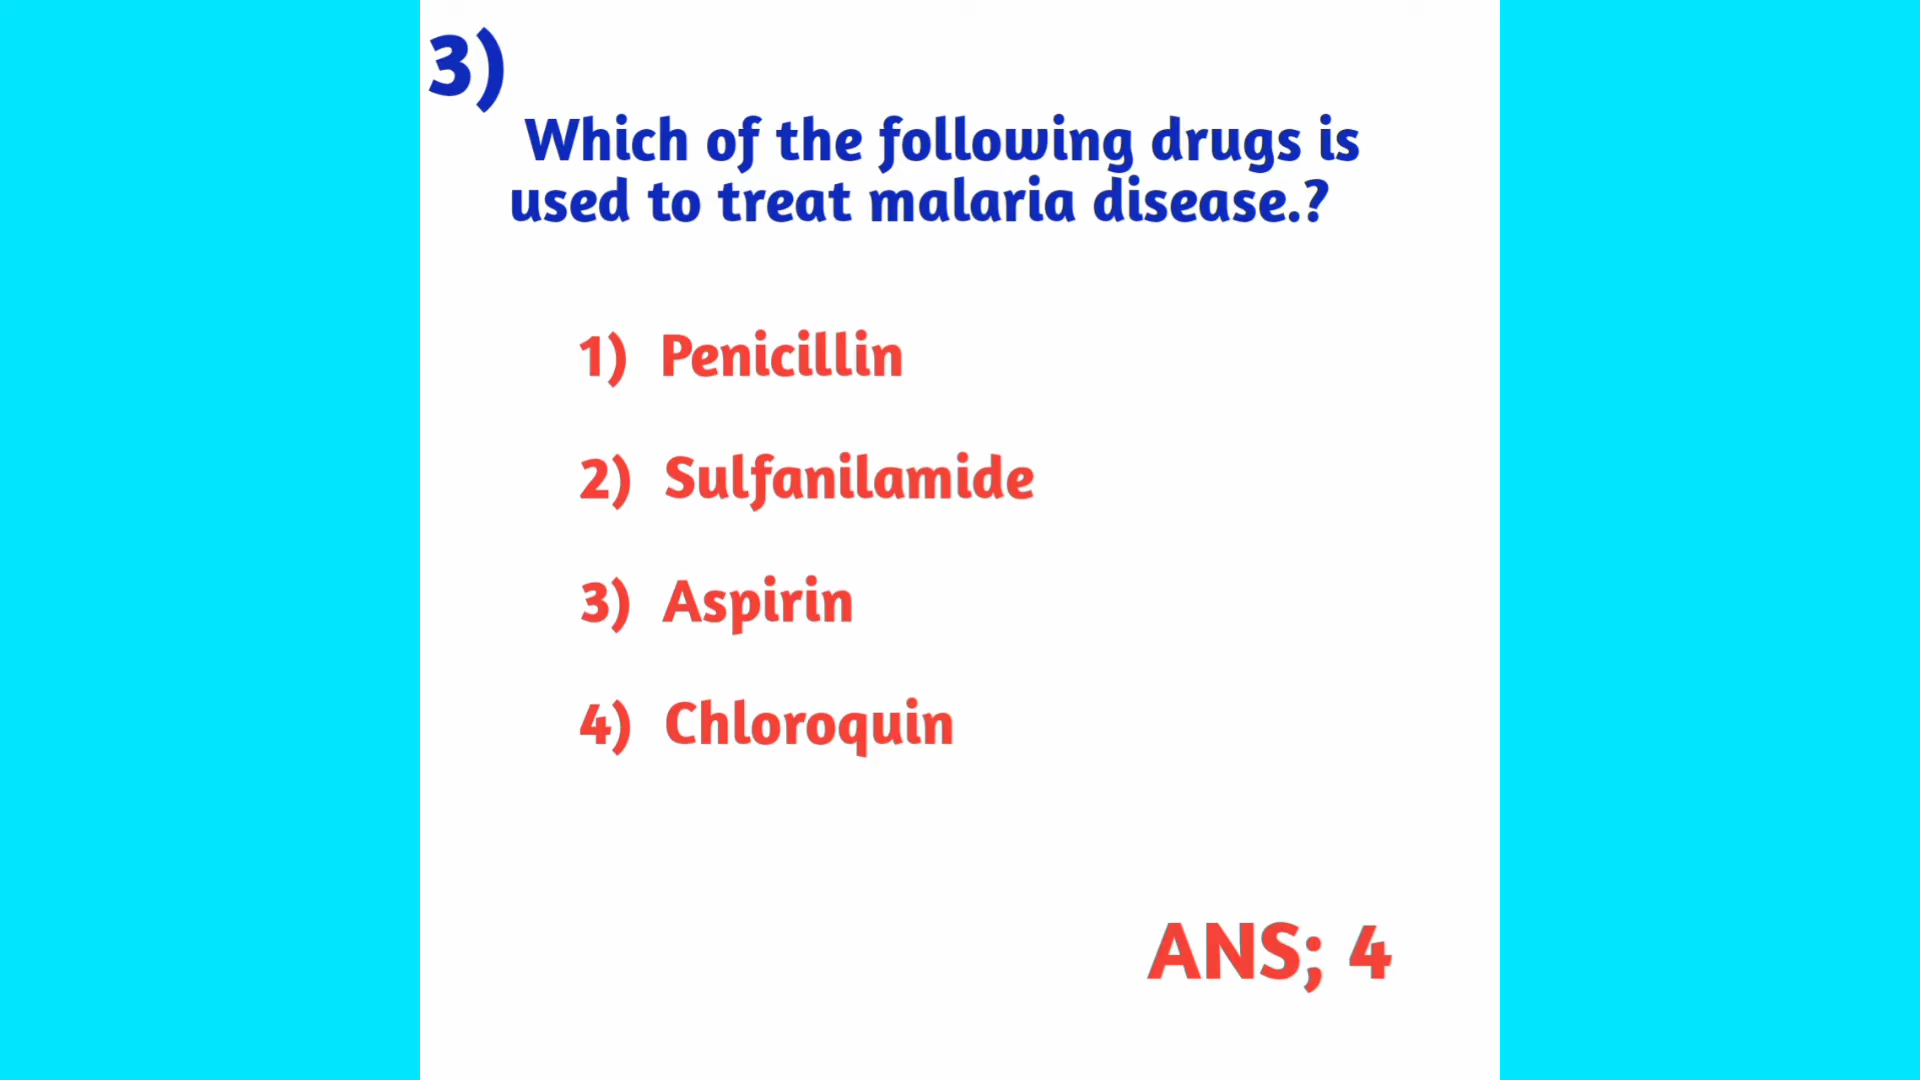 3)
Which of the following drugs is
used to treat malaria disease.?
1) Penicillin
2) Sulfanilamide
3) Aspirin
4) Chloroquin
ANS; 4